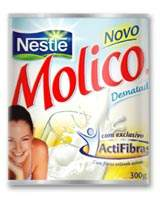 Nestlé
NOVO
Molico
Desnatado
com exclusivo
ActiFibras
300g